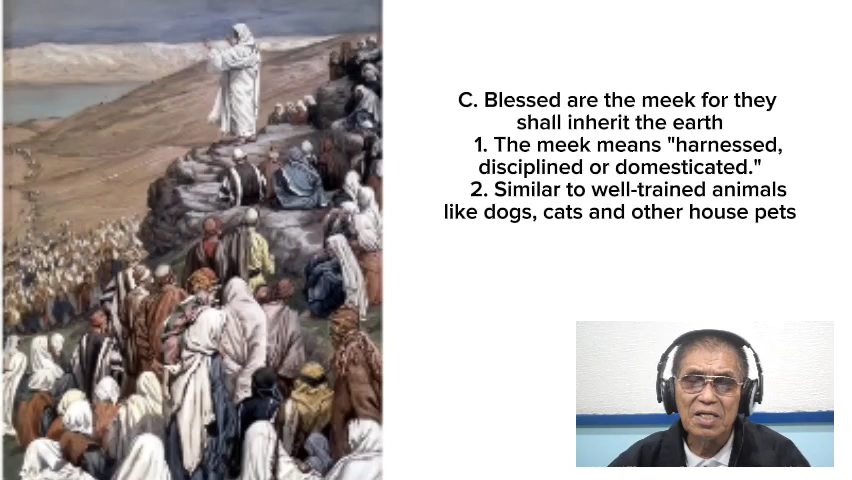 C. Blessed are the meek for they
shall inherit the earth
1. The meek means "harnessed,
disciplined or domesticated."
2. Similar to well-trained animals
like dogs, cats and other house pets